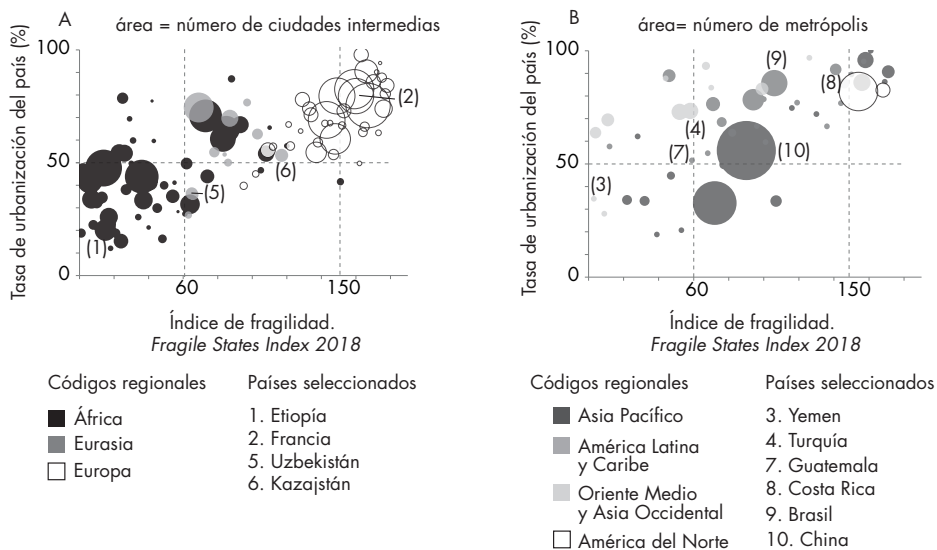 A
área = número de ciudades intermedias
Tasa de urbanización del país (%)
100
50
0
(2)
(6)
(5)
(1)
60
150
Índice de fragilidad.
Fragile States Index 2018
Códigos regionales
África
Eurasia
Europa
Países seleccionados
1. Etiopía
2. Francia
5. Uzbekistán
6. Kazajstán
B
área= número de metrópolis
Tasa de urbanización del país (%)
100
50
0
(9)
(8)
(4)
(7)
(10)
(3)
60
150
Índice de fragilidad.
Fragile States Index 2018
Códigos regionales
Asia Pacífico
América Latina
y Caribe
Oriente Medio
y Asia Occidental
América del Norte
Países seleccionados
3. Yemen
4. Turquía
7. Guatemala
8. Costa Rica
9. Brasil
10. China